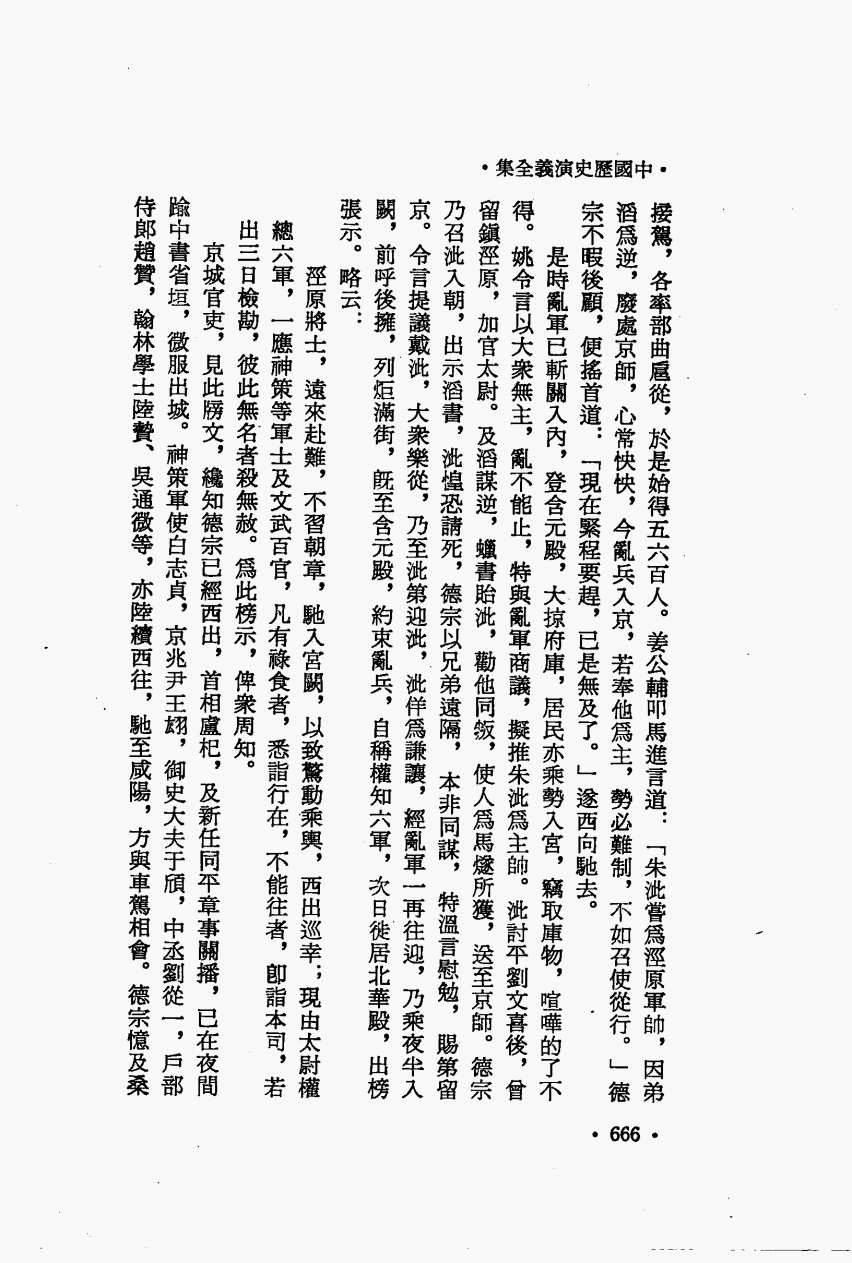 •中國歷史演義全集•
接駕，各率部曲扈從，於是始得五六百人。姜公輔叩馬進言道：「朱泚嘗為涇原軍帥，因弟
滔為逆，廢處京師，心常怏怏，今亂兵入京，若奉他為主，勢必難制，不如召使從行。」德
宗不暇後顧，便搖首道：「現在緊程要趕，已是無及了。」遂西向馳去。
是時亂軍已斬關入內，登含元殿，大掠府庫，居民亦乘勢入宮，竊取庫物，喧嘩的了不
得。姚令言以大衆無主，亂不能止，特與亂軍商議，擬推朱泚為主帥。泚討平劉文喜後，曾
留鎮涇原，加官太尉。及滔謀逆，蠟書貽泚，勸他同叛，使人為馬燧所獲，送至京師。德宗
乃召泚入朝，出示滔書，泚惶恐請死，德宗以兄弟遠隔，本非同謀，特溫言慰勉，賜第留
京。令言提議戴泚，大衆樂從，乃至泚第迎泚，泚佯為謙讓，經亂軍一再往迎，乃乘夜半入
闕，前呼後擁，列炬滿街，旣至含元殿，約束亂兵，自稱權知六軍，次日徙居北華殿，出榜
張示。略云：
涇原將士，遠來赴難，不習朝章，馳入宮闕，以致驚動乘輿，西出巡幸；現由太尉權
總六軍，一應神策等軍士及文武百官，凡有祿食者，悉詣行在，不能往者，卽詣本司，若
出三日檢勘，彼此無名者殺無赦。為此榜示，俾衆周知。
京城官吏，見此牓文，纔知德宗已經西出，首相盧杞，及新任同平章事關播，已在夜間
踰中書省垣，微服出城。神策軍使白志貞，京兆尹王翃，御史大夫于頎，中丞劉從一，戶部
侍郎趙贊，翰林學士陸贄、吳通微等，亦陸續西往，馳至咸陽，方與車駕相會。德宗憶及桑
•666•